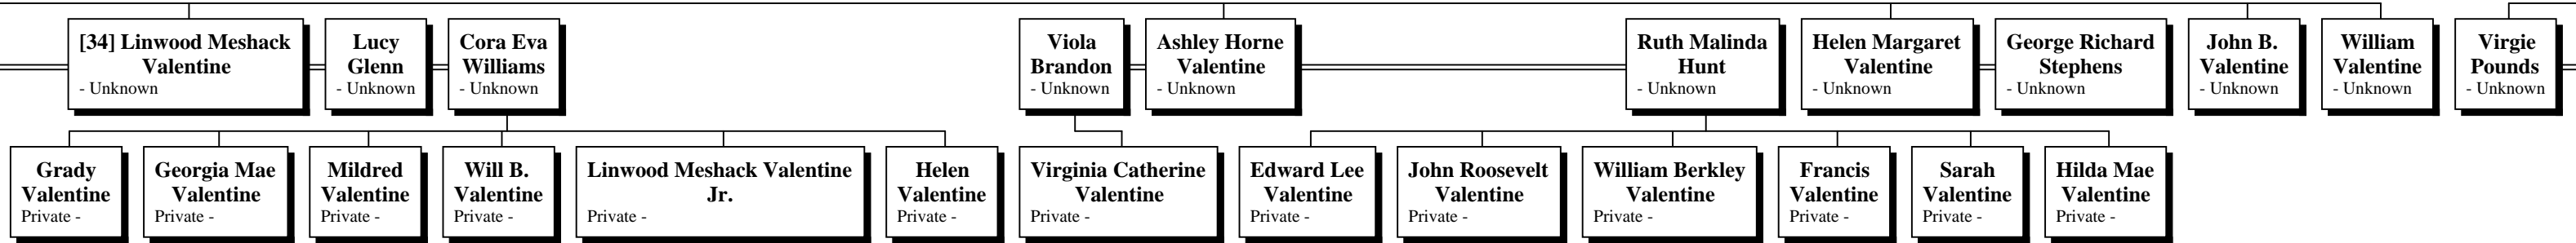 [34] Linwood Meshack
Valentine
- Unknown
Lucy
Glenn
- Unknown
Cora Eva
Williams
- Unknown
Viola
Brandon
- Unknown
Ashley Horne
Valentine
- Unknown
Ruth Malinda
Hunt
- Unknown
Helen Margaret
Valentine
- Unknown
George Richard
Stephens
- Unknown
John B.
Valentine
- Unknown
William
Valentine
- Unknown
Virgie
Pounds
- Unknown
Grady
Valentine
Private -
Georgia Mae
Valentine
Private -
Mildred
Valentine
Private -
Will B.
Valentine
Private -
Linwood Meshack Valentine
Jr.
Private -
Helen
Valentine
Private -
Virginia Catherine
Valentine
Private -
Edward Lee
Valentine
Private -
John Roosevelt
Valentine
Private -
William Berkley
Valentine
Private -
Francis
Valentine
Private -
Sarah
Valentine
Private -
Hilda Mae
Valentine
Private -